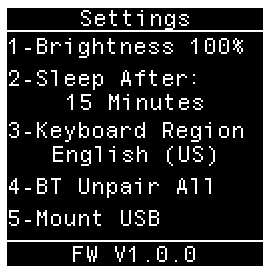 Settings
1-Brightness 100%
2-Sleep After:
15 Minutes
3-Keyboard Region
English (US)
4-BT Unpair All
5-Mount USB
FW V1.0.0